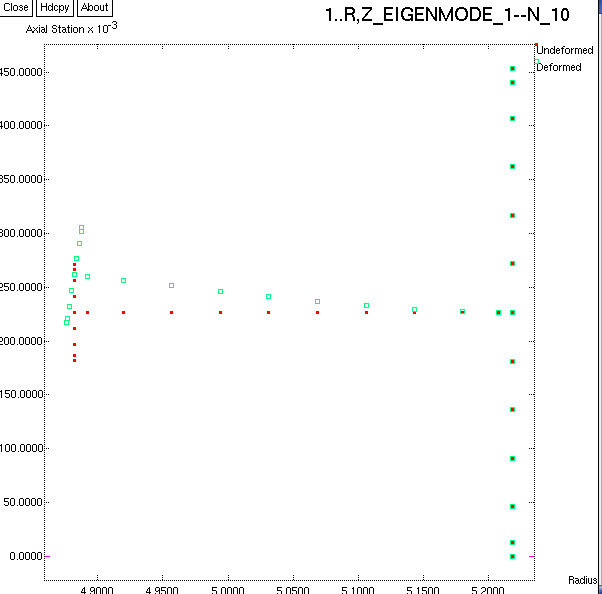 Close Hdcpy About
1..R,Z_EIGENMODE_1--N_10
Axial Station x 10-3
Undeformed
Deformed
450.0000
400.0000
350.0000
300.0000
250.0000
200.0000
150.0000
100.0000
50.0000
0.0000
Radius
4.9000 4.9500 5.0000 5.0500 5.1000 5.1500 5.2000